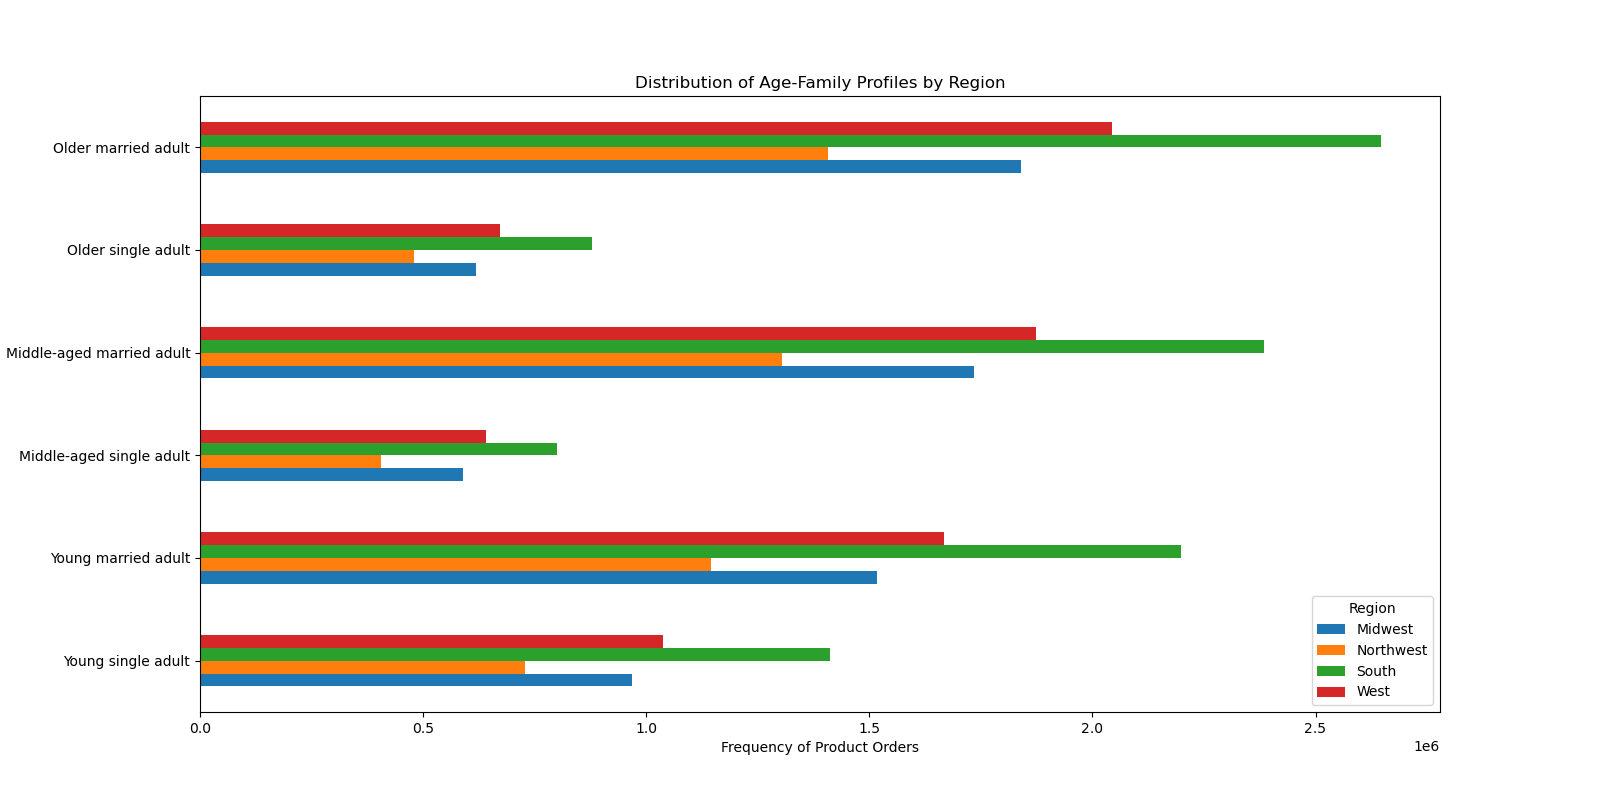 Distribution of Age-Family Profiles by Region
Older married adult
Older single adult
Middle-aged married adult
Middle-aged single adult
Young married adult
Young single adult
Region
Midwest
Northwest
South
West
0.0 0.5 1.0 1.5 2.0 2.5
1e6
Frequency of Product Orders